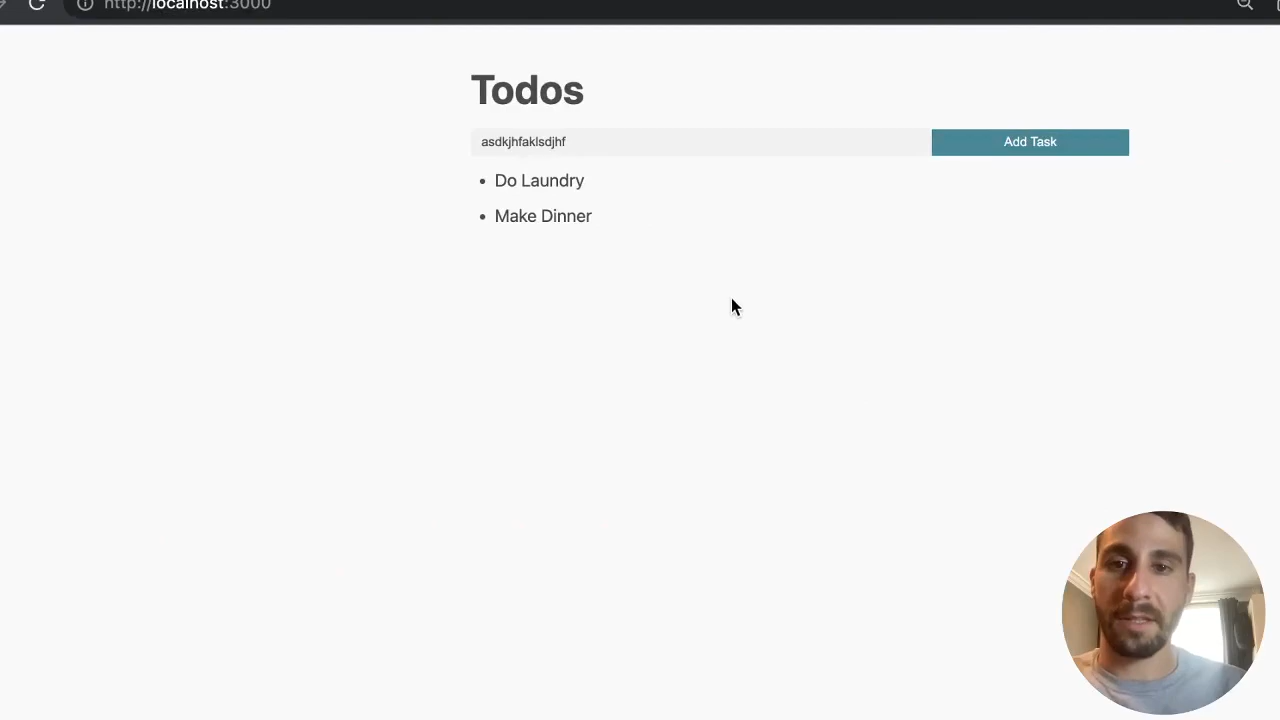 http://localhost:3000
Todos
asdkjhfaklsdjhf
Add Task
• Do Laundry
• Make Dinner